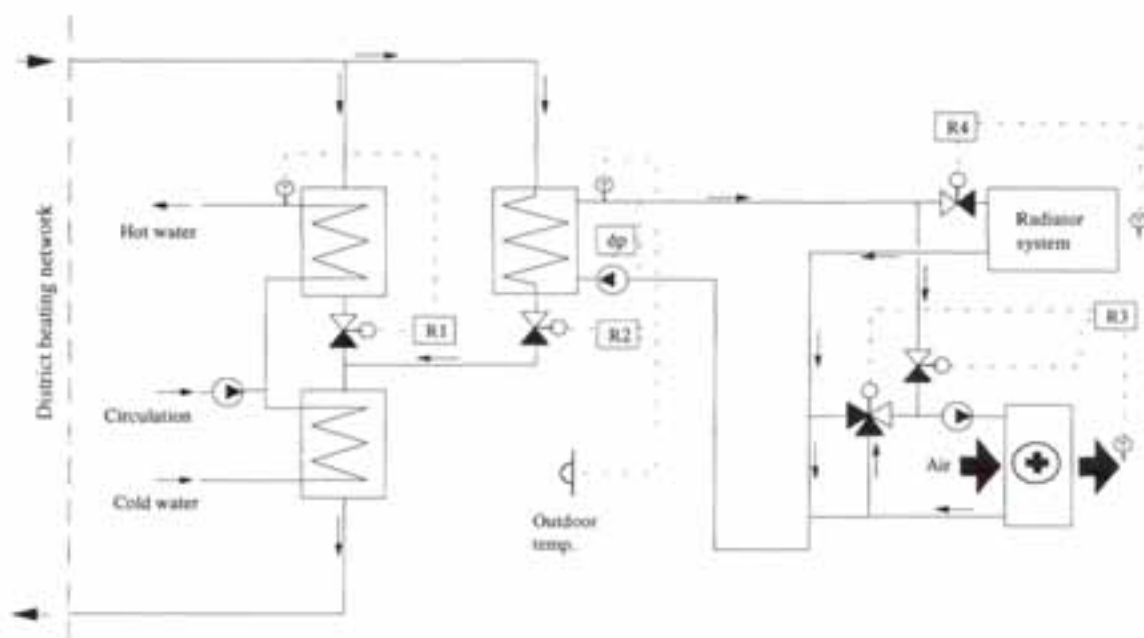 District heating network
R4
Hot water
dp
Radiator
system
R1
R2
R3
Circulation
Air
Cold water
Outdoor
temp.